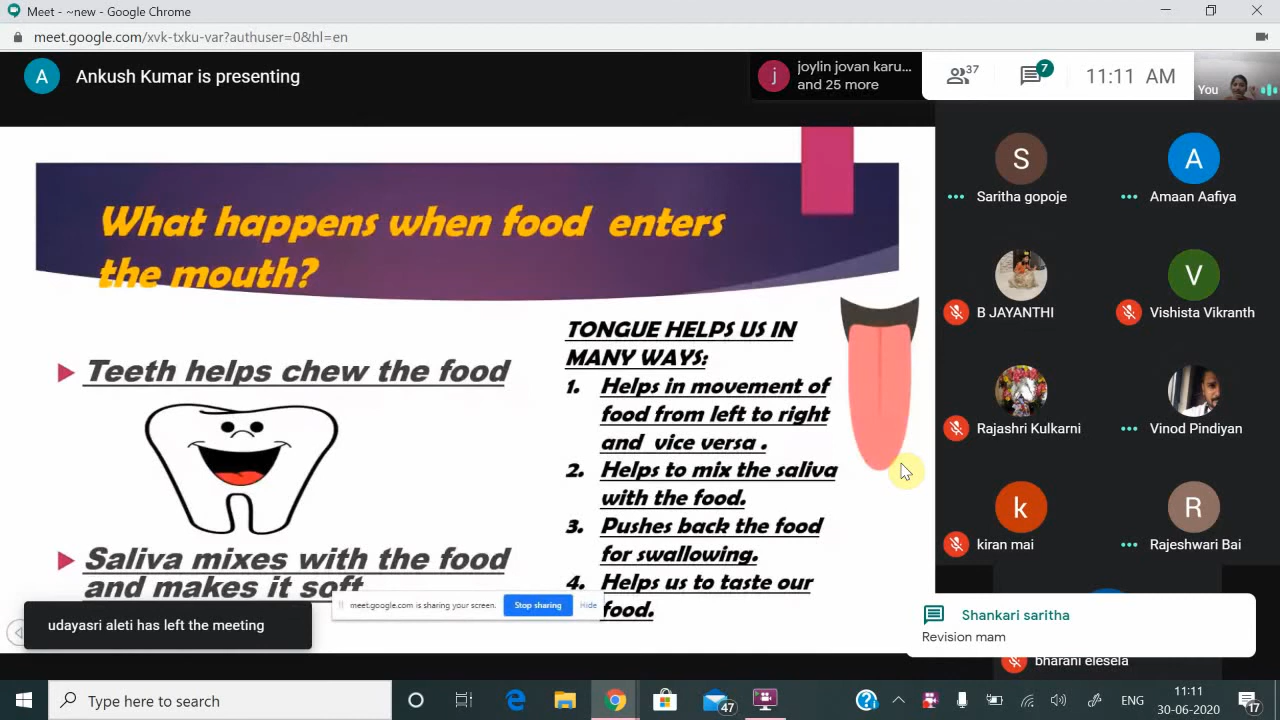 Meet - ~new - Google Chrome
meet.google.com/xvk-txku-var?authuser=0&hl=en
A
Ankush Kumar is presenting
j
joylin jovan karu...
and 25 more
37
7
11:11 AM
You
What happens when food enters
the mouth?
Teeth helps chew the food
Saliva mixes with the food
and makes it soft
TONGUE HELPS US IN
MANY WAYS:
1. Helps in movement of
food from left to right
and vice versa .
2. Helps to mix the saliva
with the food.
3. Pushes back the food
for swallowing.
4. Helps us to taste our
food.
S
Saritha gopoje
A
Amaan Aafiya
B JAYANTHI
V
Vishista Vikranth
Rajashri Kulkarni
Vinod Pindiyan
k
kiran mai
R
Rajeshwari Bai
meet.google.com is sharing your screen.
Stop sharing
Hide
udayasri aleti has left the meeting
Shankari saritha
Revision mam
bharani elesela
Type here to search
47
ENG
11:11
30-06-2020
17